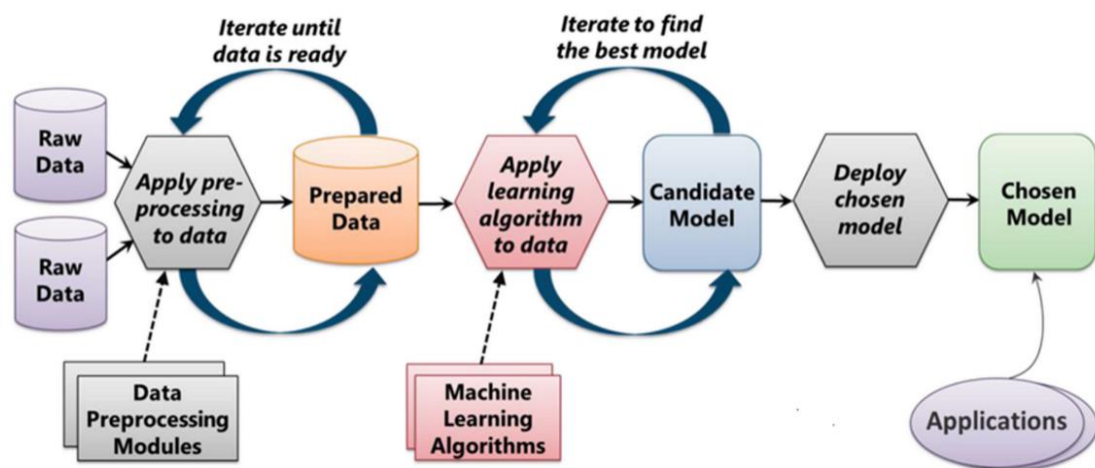 Iterate until
data is ready
Iterate to find
the best model
Raw
Data
Raw
Data
Apply pre-
processing
to data
Prepared
Data
Apply
learning
algorithm
to data
Candidate
Model
Deploy
chosen
model
Chosen
Model
Data
Preprocessing
Modules
Machine
Learning
Algorithms
Applications